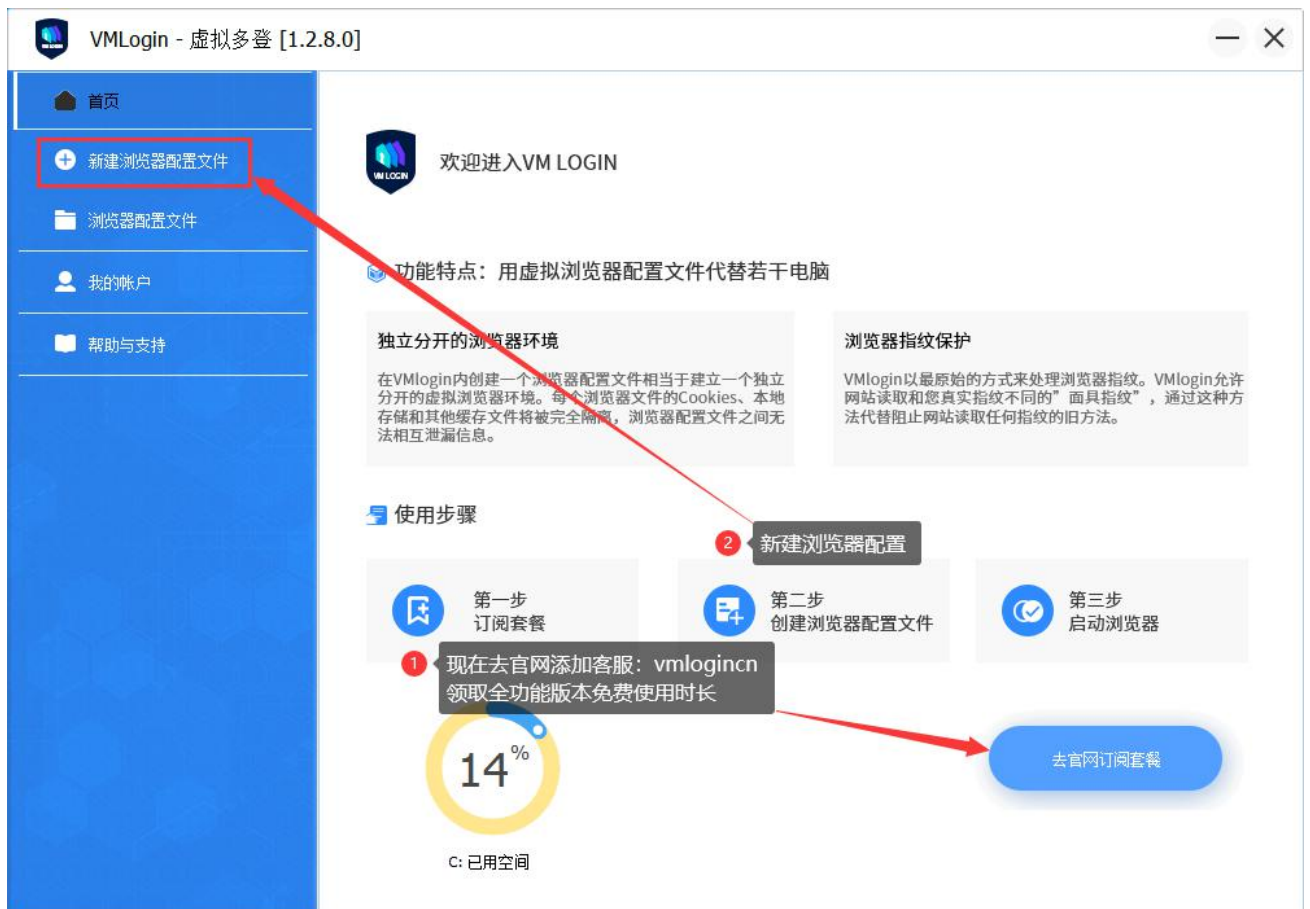 VMLogin - 虚拟多登 [1.2.8.0]
首页
新建浏览器配置文件
浏览器配置文件
我的帐户
帮助与支持
VM LOGIN
欢迎进入VM LOGIN
功能特点：用虚拟浏览器配置文件代替若干电脑
独立分开的浏览器环境
在VMlogin内创建一个浏览器配置文件相当于建立一个独立
分开的虚拟浏览器环境。每个浏览器文件的Cookies、本地
存储和其他缓存文件将被完全隔离，浏览器配置文件之间无
法相互泄漏信息。
浏览器指纹保护
VMlogin以最原始的方式来处理浏览器指纹。VMlogin允许
网站读取和您真实指纹不同的”面具指纹”，通过这种方
法代替阻止网站读取任何指纹的旧方法。
使用步骤
2 新建浏览器配置
第一步
订阅套餐
第二步
创建浏览器配置文件
第三步
启动浏览器
1 现在去官网添加客服：vmlogincn
领取全功能版本免费使用时长
14%
C: 已用空间
去官网订阅套餐